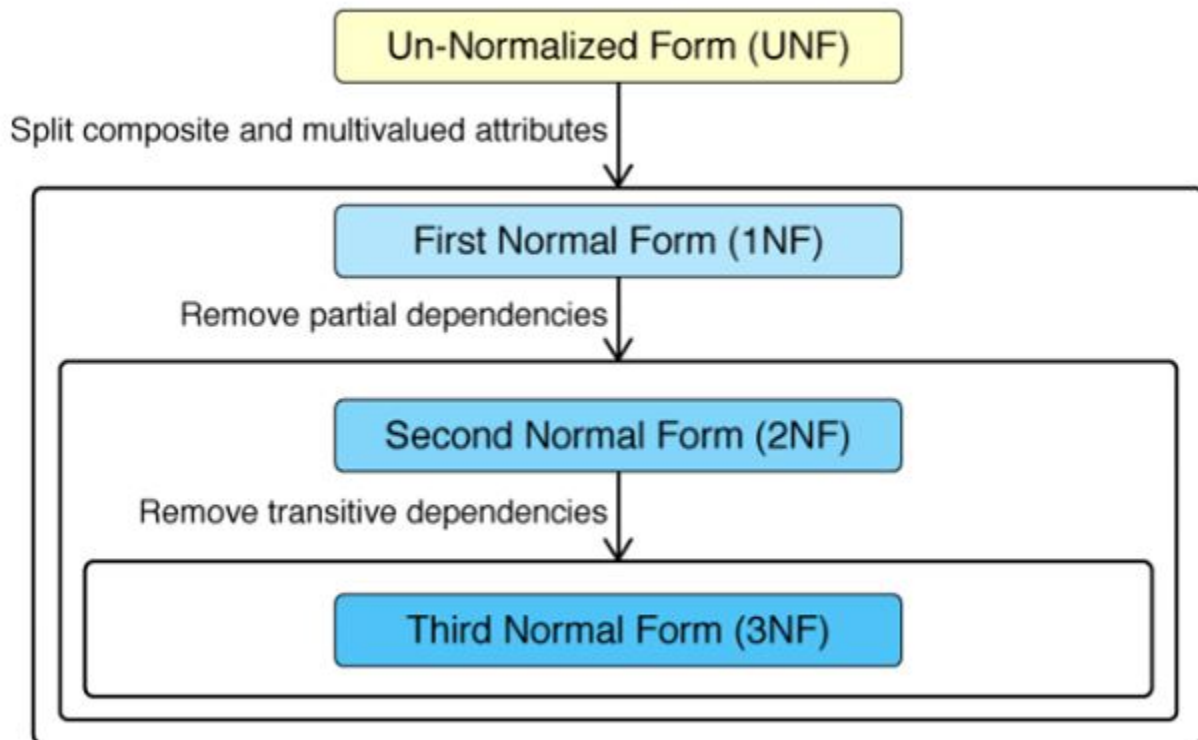 Un-Normalized Form (UNF)
Split composite and multivalued attributes
First Normal Form (1NF)
Remove partial dependencies
Second Normal Form (2NF)
Remove transitive dependencies
Third Normal Form (3NF)